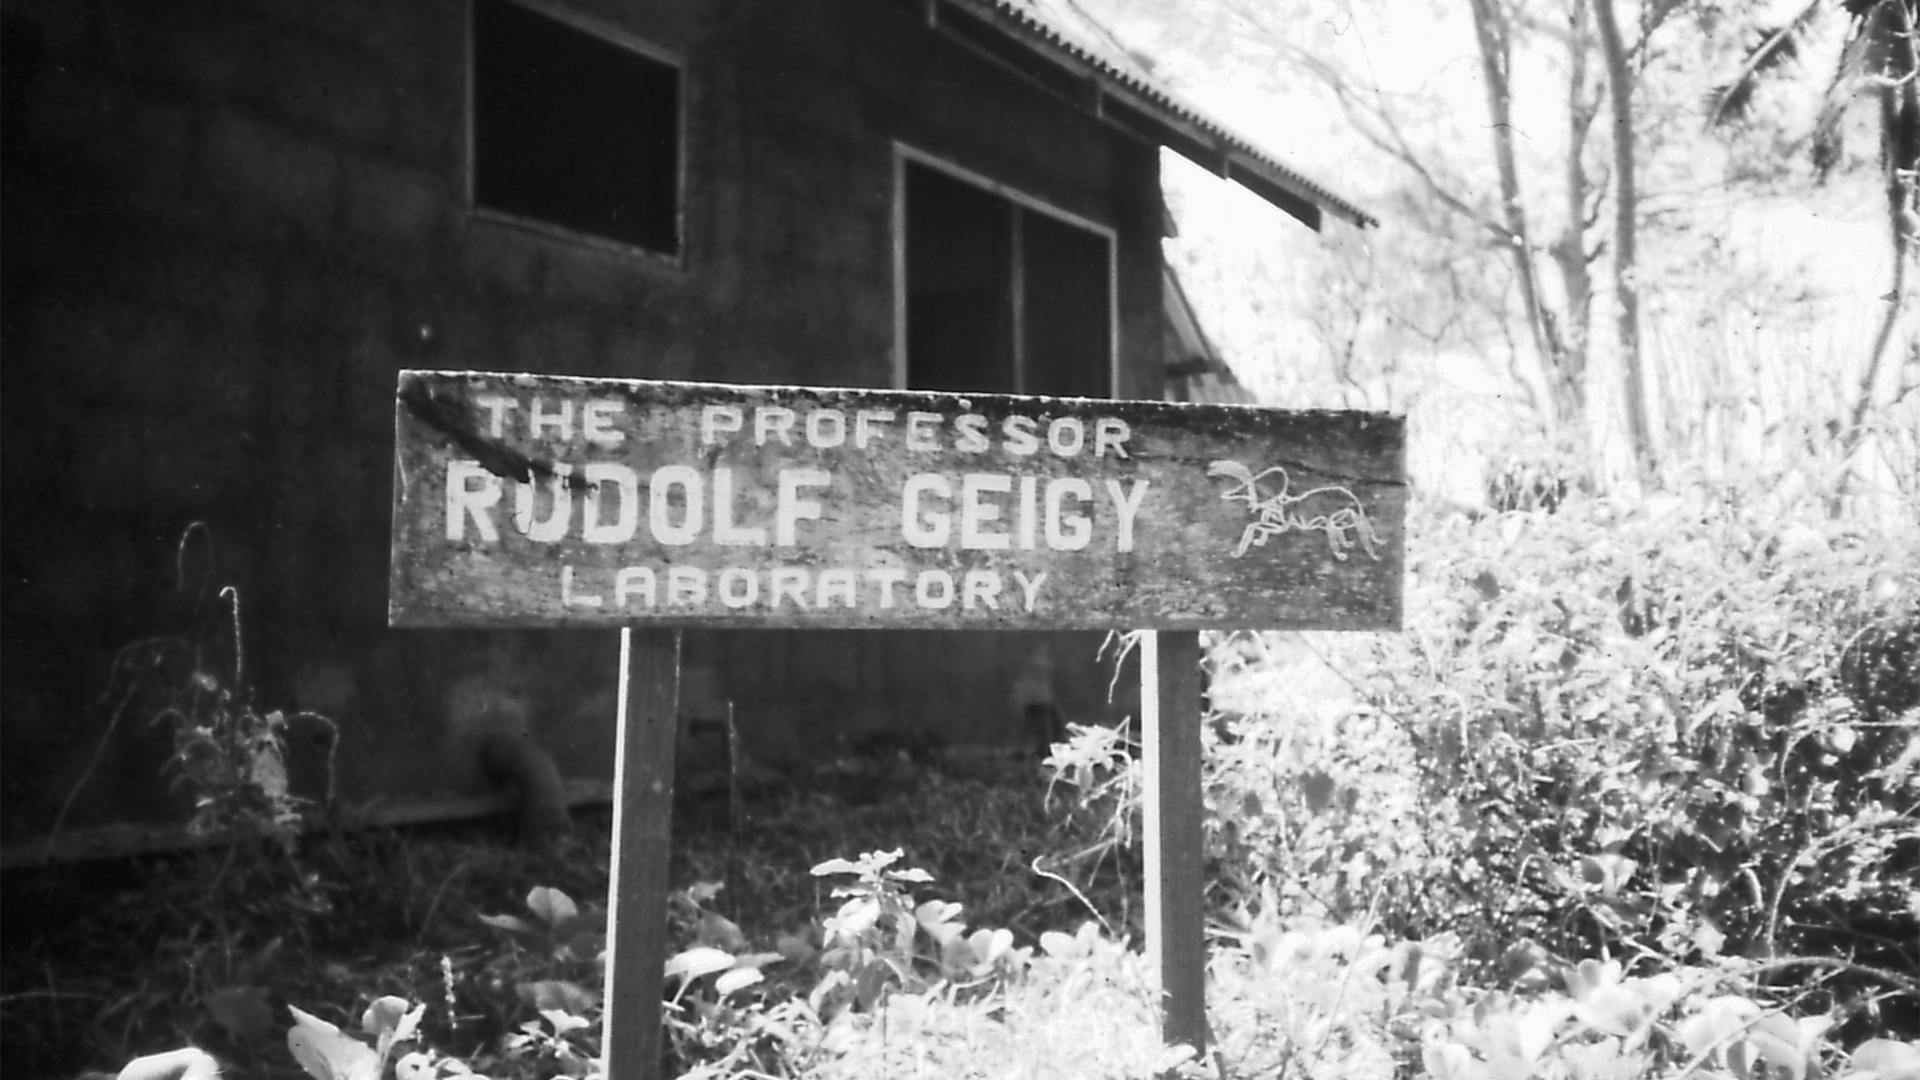 THE PROFESSOR
RUDOLF GEIGY
LABORATORY